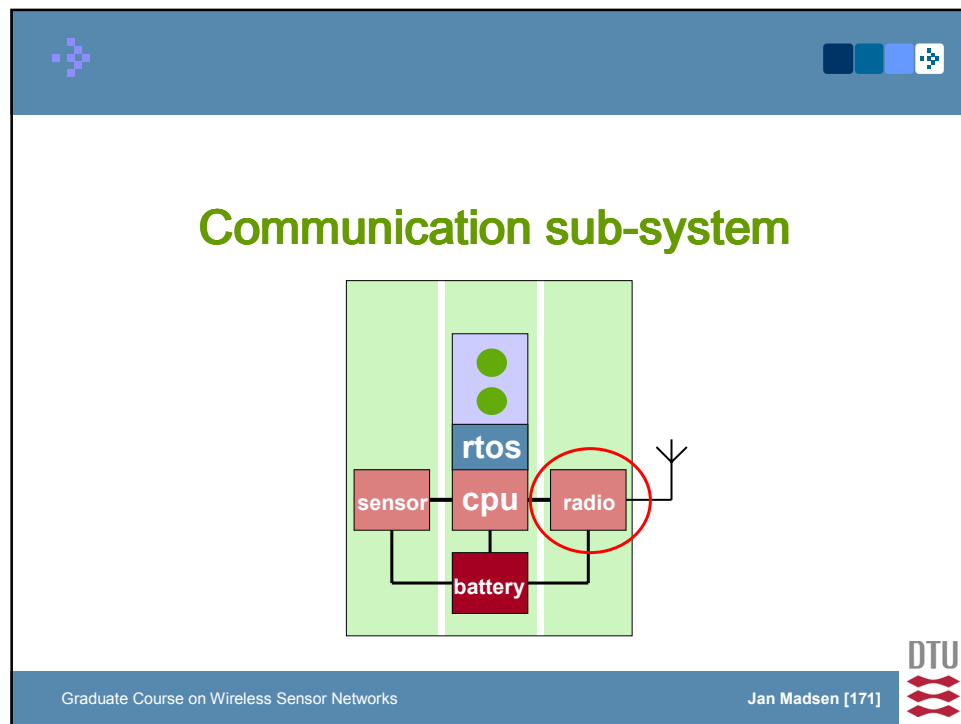 Communication sub-system
rtos
sensor
cpu
radio
battery
DTU
Graduate Course on Wireless Sensor Networks
Jan Madsen [171]